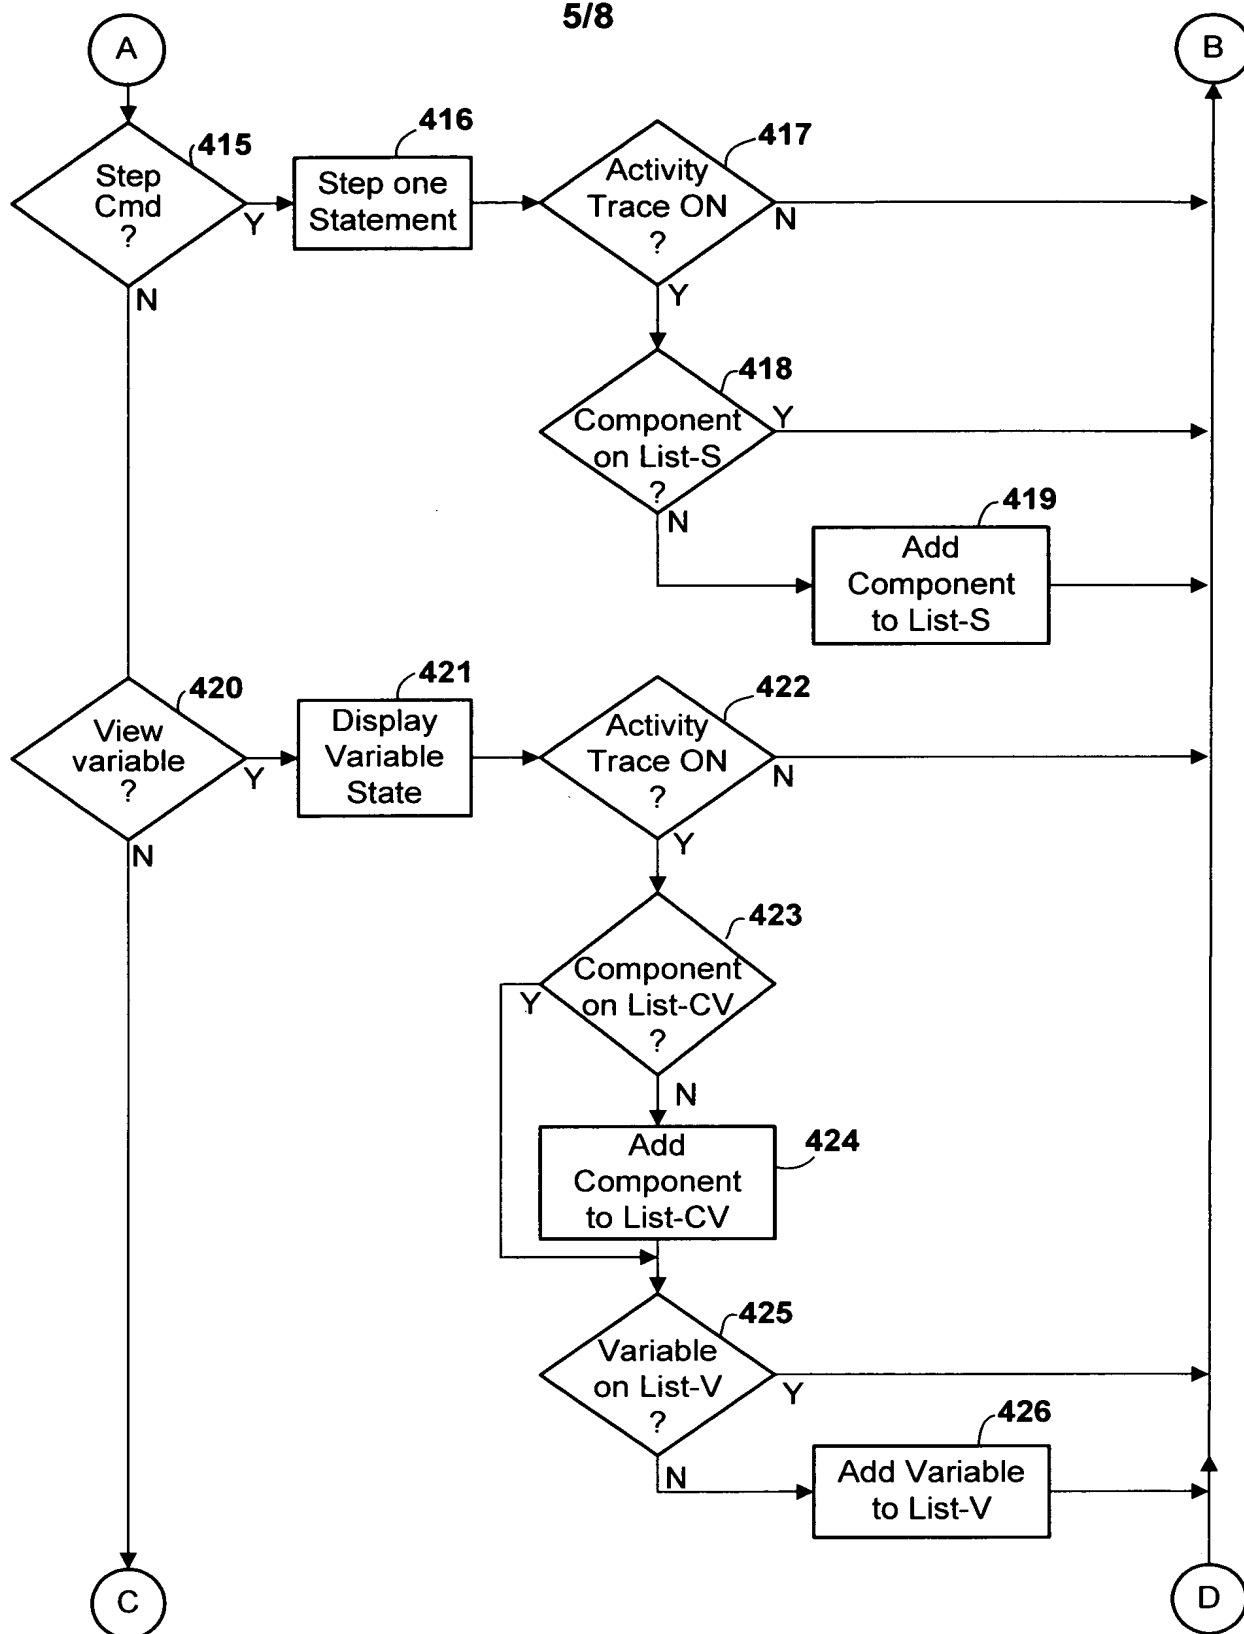 5/8
A
B
415
416
417
Step
Cmd
?
Y
N
Step one
Statement
Activity
Trace ON
?
N
Y
418
Component
on List-S
?
Y
N
419
Add
Component
to List-S
420
421
422
View
variable
?
Y
N
Display
Variable
State
Activity
Trace ON
?
N
Y
423
Component
on List-CV
?
Y
N
424
Add
Component
to List-CV
425
Variable
on List-V
?
Y
N
426
Add Variable
to List-V
C
D